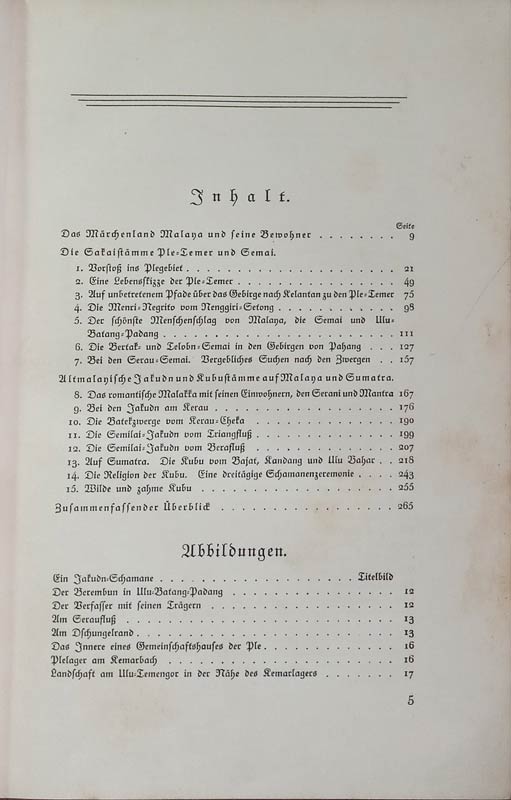 Inhalt.
Seite
Das Märchenland Malaya und seine Bewohner . . . . . . . . 9
Die Sakaistämme Ple-Temer und Semai.
1. Vorstoß ins Plegebiet . . . . . . . . . . . . . . . . . . . 21
2. Eine Lebensskizze der Ple-Temer . . . . . . . . . . . . . 49
3. Auf unbetretenem Pfade über das Gebirge nach Kelantan zu den Ple-Temer 75
4. Die Menri-Negrito vom Nenggiri-Betong . . . . . . . . . . 98
5. Der schönste Menschenschlag von Malaya, die Semai und Ulu-
Batang-Padang . . . . . . . . . . . . . . . . . . . . . 111
6. Die Bertak- und Telobn-Semai in den Gebirgen von Pahang . . . 127
7. Bei den Serau-Semai. Vergebliches Suchen nach den Zwergen . . 157
Altmalayische Jakudn und Kubustämme auf Malaya und Sumatra.
8. Das romantische Malakka mit seinen Einwohnern, den Serani und Mantra 167
9. Bei den Jakudn am Kerau . . . . . . . . . . . . . . . . 176
10. Die Batekzwerge vom Kerau-Cheka . . . . . . . . . . . . . 190
11. Die Semilai-Jakudn vom Triangfluß . . . . . . . . . . . . . 199
12. Die Semilai-Jakudn vom Berafluß . . . . . . . . . . . . . 207
13. Auf Sumatra. Die Kubu vom Bajat, Kandang und Ulu Bahar . . 218
14. Die Religion der Kubu. Eine dreitägige Schamanenzeremonie . . . . 243
15. Wilde und zahme Kubu . . . . . . . . . . . . . . . . . 255
Zusammenfassender Überblick . . . . . . . . . . . . . . 265
Abbildungen.
Ein Jakudn-Schamane . . . . . . . . . . . . . . . . . . Titelbild
Der Berembun in Ulu-Batang-Padang . . . . . . . . . . . . . 12
Der Verfasser mit seinen Trägern . . . . . . . . . . . . . . . 12
Am Seraufluß . . . . . . . . . . . . . . . . . . . . . . . 13
Am Dschungelrand . . . . . . . . . . . . . . . . . . . . . . 13
Das Innere eines Gemeinschaftshauses der Ple . . . . . . . . . . 16
Plelager am Kemarbach . . . . . . . . . . . . . . . . . . . 16
Landschaft am Ulu-Temengor in der Nähe des Kemarlagers . . . . . . . 17
5